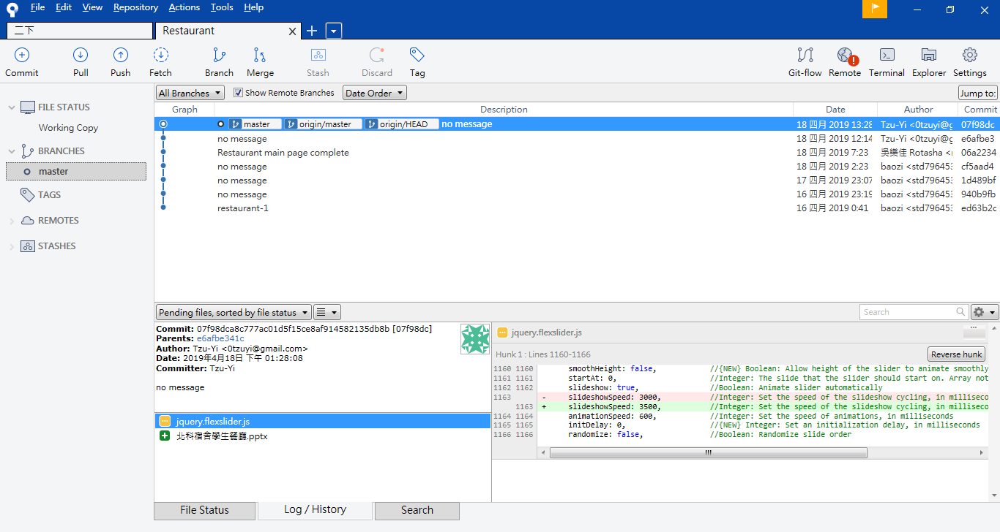 File Edit View Repository Actions Tools Help
二下 Restaurant
Commit Pull Push Fetch Branch Merge Stash Discard Tag Git-flow Remote Terminal Explorer Settings
All Branches Show Remote Branches Date Order Jump to:
Graph Description Date Author Commit
master origin/master origin/HEAD no message 18 四月 2019 13:28 Tzu-Yi <0tzuyi@g 07f98dc
no message 18 四月 2019 12:14 Tzu-Yi <0tzuyi@g e6afbe3
Restaurant main page complete 18 四月 2019 7:23 吳樂佳 Rotasha < 06a2234
no message 18 四月 2019 2:23 baozi <std796453 cf5aad4
no message 17 四月 2019 23:07 baozi <std796453 1d489bf
no message 16 四月 2019 23:19 baozi <std796453 940b9fb
restaurant-1 16 四月 2019 0:41 baozi <std796453 ed63b2c
FILE STATUS
Working Copy
BRANCHES
master
TAGS
REMOTES
STASHES
Pending files, sorted by file status Search
Commit: 07f98dca8c777ac01d5f15ce8af914582135db8b [07f98dc]
Parents: e6afbe341c
Author: Tzu-Yi <0tzuyi@gmail.com>
Date: 2019年4月18日 下午 01:28:08
Committer: Tzu-Yi
no message
jquery.flexslider.js
北科宿舍學生餐廳.pptx
jquery.flexslider.js
Hunk 1 : Lines 1160-1166 Reverse hunk
1160 1160 smoothHeight: false, //{NEW} Boolean: Allow height of the slider to animate smoothly
1161 1161 startAt: 0, //Integer: The slide that the slider should start on. Array not
1162 1162 slideshow: true, //Boolean: Animate slider automatically
1163 - slideshowSpeed: 3000, //Integer: Set the speed of the slideshow cycling, in milliseco
1163 + slideshowSpeed: 3500, //Integer: Set the speed of the slideshow cycling, in milliseco
1164 1164 animationSpeed: 600, //Integer: Set the speed of animations, in milliseconds
1165 1165 initDelay: 0, //{NEW} Integer: Set an initialization delay, in milliseconds
1166 1166 randomize: false, //Boolean: Randomize slide order
File Status Log / History Search